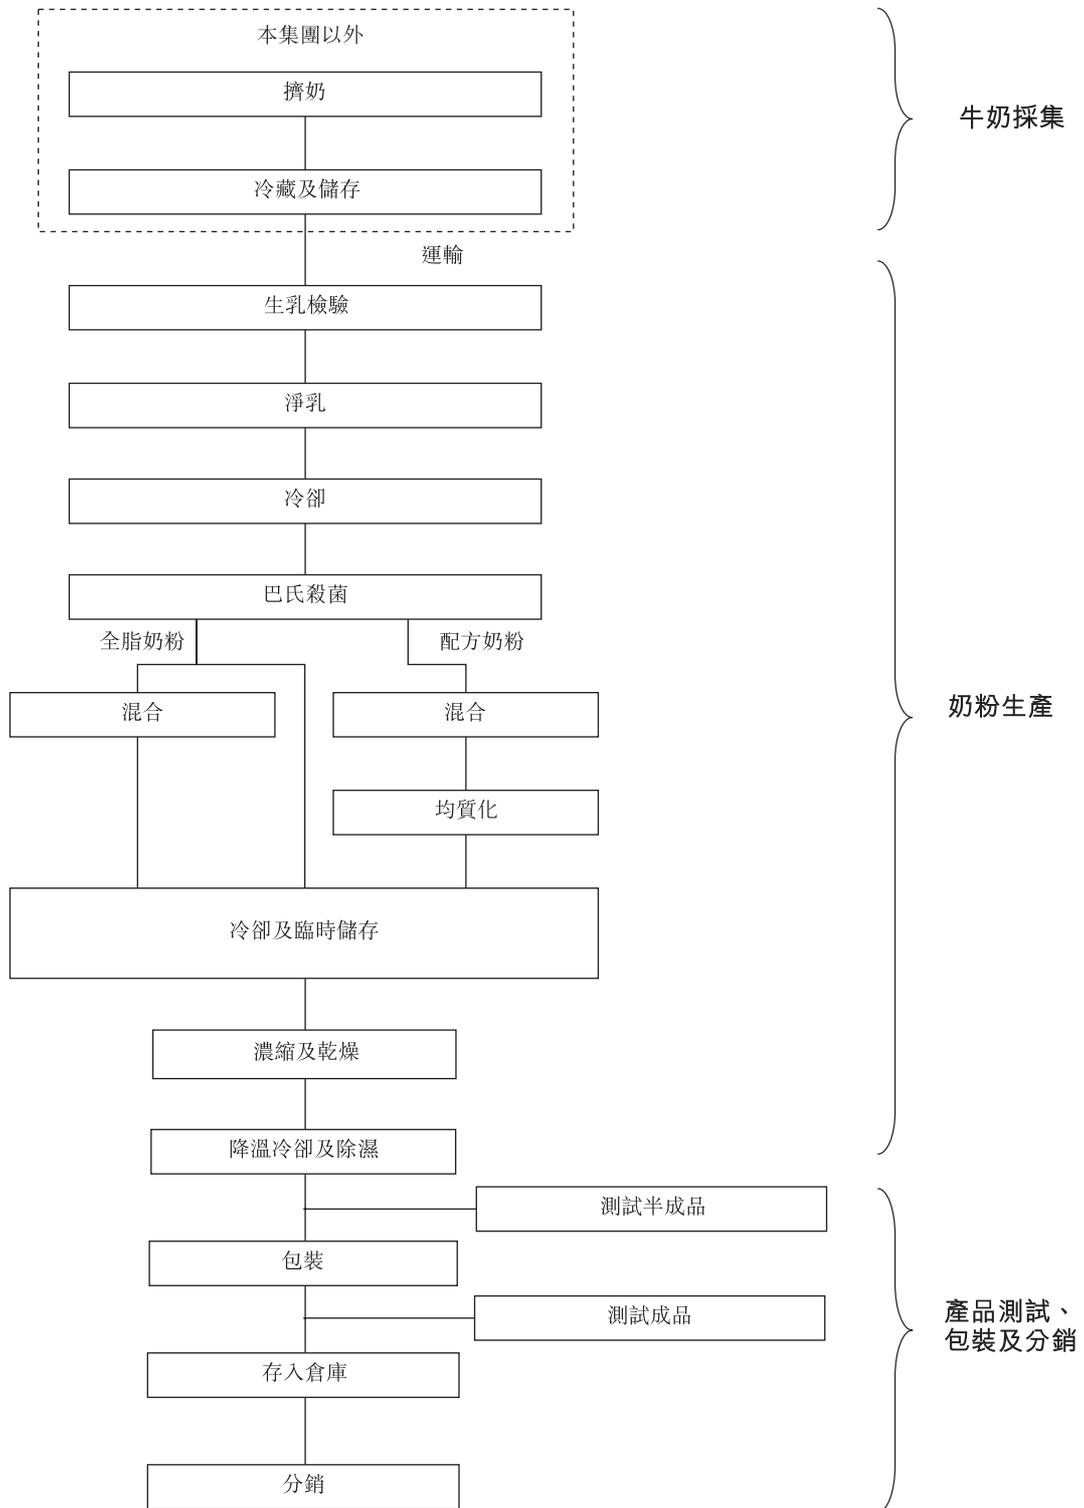 本集團以外
擠奶
冷藏及儲存
牛奶採集
運輸
生乳檢驗
淨乳
冷卻
巴氏殺菌
全脂奶粉
配方奶粉
混合
混合
奶粉生產
均質化
冷卻及臨時儲存
濃縮及乾燥
降溫冷卻及除濕
測試半成品
包裝
測試成品
產品測試、
包裝及分銷
存入倉庫
分銷